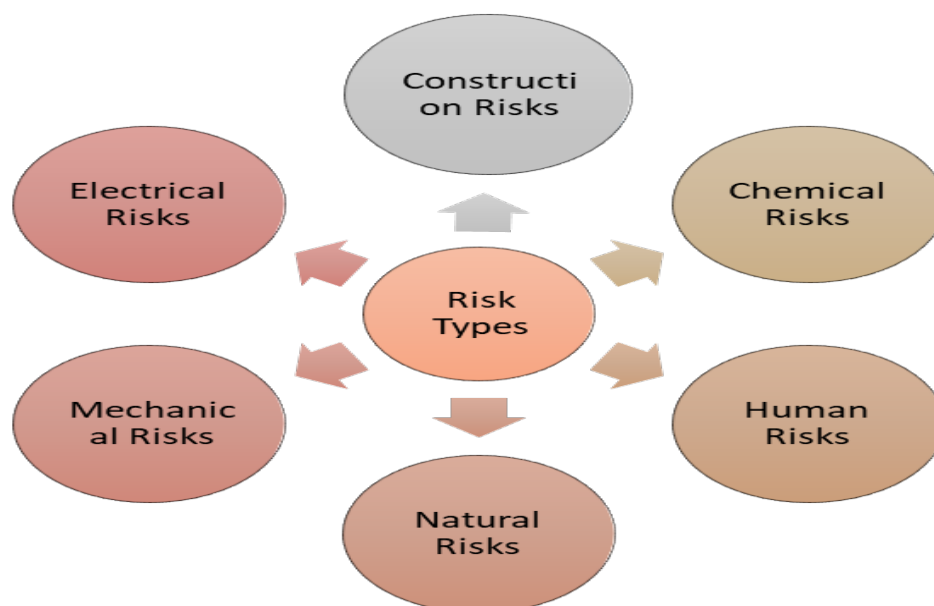 Constructi
on Risks
Electrical
Risks
Chemical
Risks
Risk
Types
Mechanic
al Risks
Human
Risks
Natural
Risks